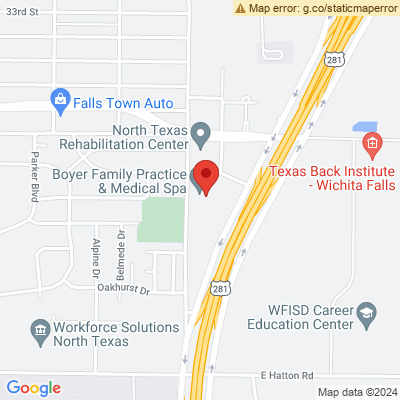 Map error: g.co/staticmaperror
33rd St
281
Falls Town Auto
North Texas
Rehabilitation Center
Texas Back Institute
- Wichita Falls
Boyer Family Practice
& Medical Spa
Parker Blvd
Alpine Dr
Belmede Dr
Oakhurst Dr
281
WFISD Career
Education Center
Workforce Solutions
North Texas
E Hatton Rd
Google
Map data ©2024